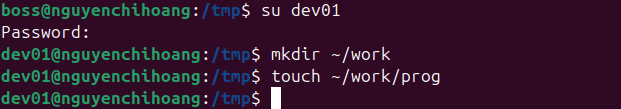 boss@nguyenchihoang:/tmp$ su dev01
Password:
dev01@nguyenchihoang:/tmp$ mkdir ~/work
dev01@nguyenchihoang:/tmp$ touch ~/work/prog
dev01@nguyenchihoang:/tmp$